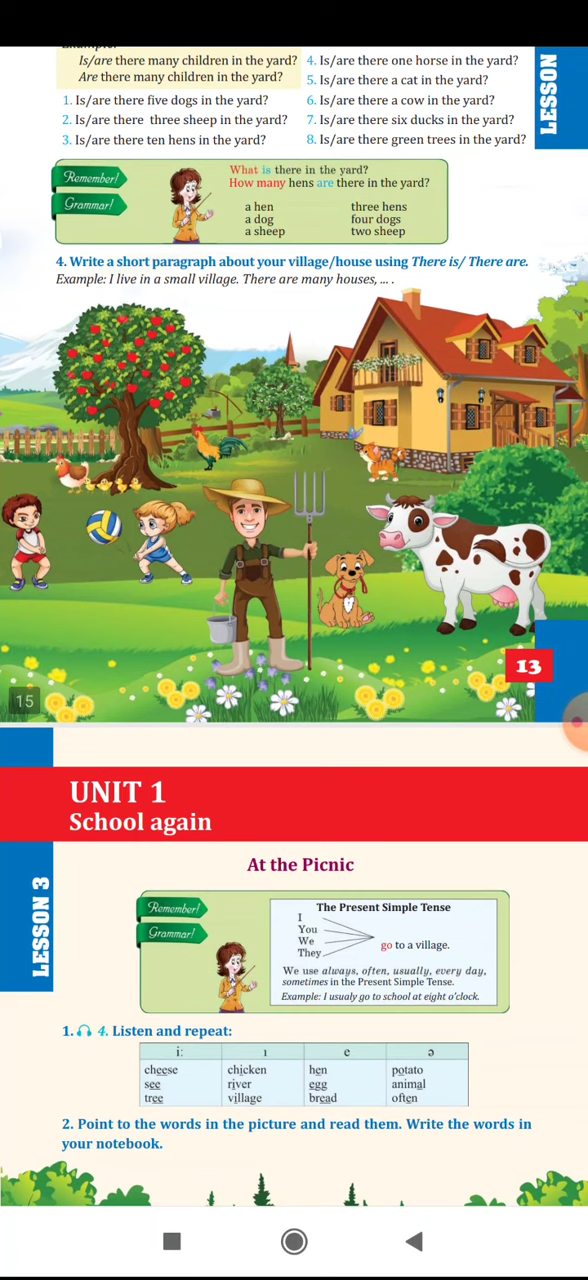 Example:
Is/are there many children in the yard?
Are there many children in the yard?
1. Is/are there five dogs in the yard?
2. Is/are there three sheep in the yard?
3. Is/are there ten hens in the yard?
4. Is/are there one horse in the yard?
5. Is/are there a cat in the yard?
6. Is/are there a cow in the yard?
7. Is/are there six ducks in the yard?
8. Is/are there green trees in the yard?
LESSON
Remember!
Grammar!
What is there in the yard?
How many hens are there in the yard?
a hen three hens
a dog four dogs
a sheep two sheep
4. Write a short paragraph about your village/house using There is/ There are.
Example: I live in a small village. There are many houses, ... .
13
15
UNIT 1
School again
LESSON 3
At the Picnic
Remember!
Grammar!
The Present Simple Tense
I
You
We
They
go to a village.
We use always, often, usually, every day,
sometimes in the Present Simple Tense.
Example: I usualy go to school at eight o'clock.
1. 4. Listen and repeat:
i: ı e ə
cheese chicken hen potato
see river egg animal
tree village bread often
2. Point to the words in the picture and read them. Write the words in
your notebook.